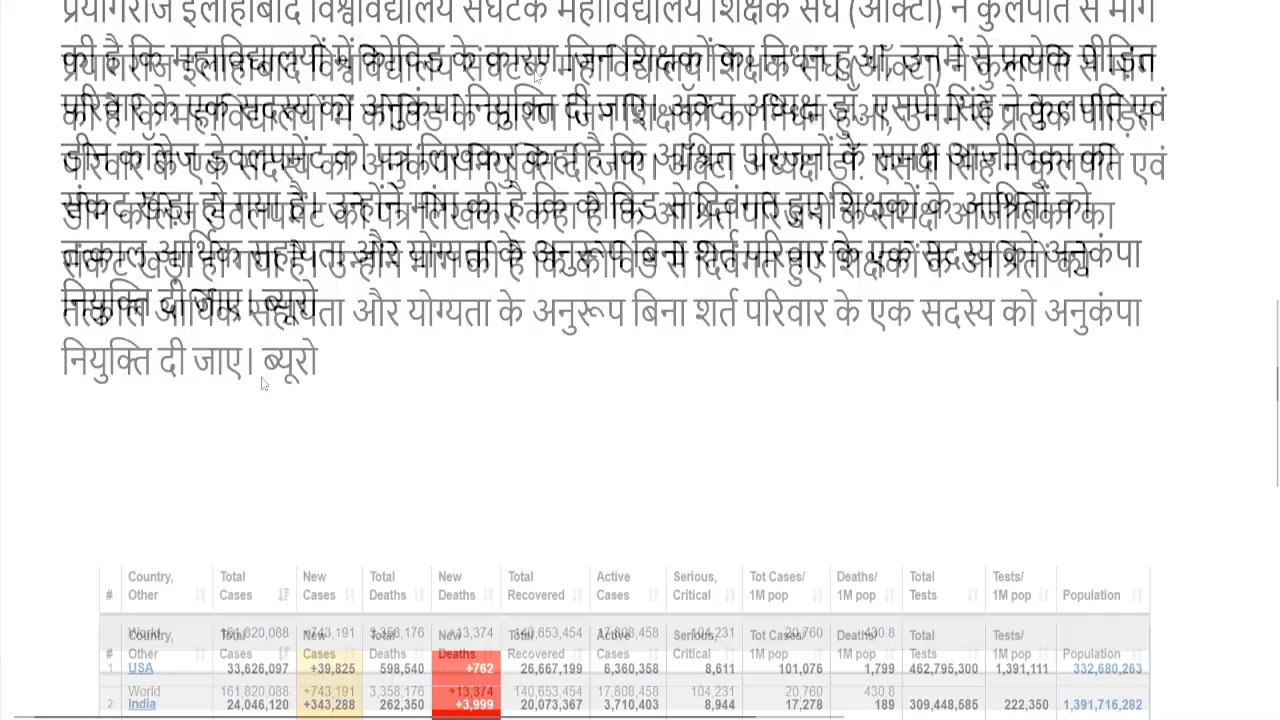 प्रयागराज इलाहाबाद विश्वविद्यालय संघटक महाविद्यालय शिक्षक संघ (ऑक्टा) ने कुलपति से मांग
की है कि महाविद्यालयों में कोविड के कारण जिन शिक्षकों का निधन हुआ, उनमें से प्रत्येक पीड़ित
परिवार के एक सदस्य को अनुकंपा नियुक्ति दी जाए। ऑक्टा अध्यक्ष डॉ. एसपी सिंह ने कुलपति एवं
डीन कॉलेज डेवलपमेंट को पत्र लिखकर कहा है कि आश्रित परिजनों के समक्ष आजीविका का
संकट खड़ा हो गया है। उन्होंने मांग की है कि कोविड से दिवंगत हुए शिक्षकों के आश्रितों को
तत्काल आर्थिक सहायता और योग्यता के अनुरूप बिना शर्त परिवार के एक सदस्य को अनुकंपा
नियुक्ति दी जाए। ब्यूरो
# Country, Other Total Cases New Cases Total Deaths New Deaths Total Recovered Active Cases Serious, Critical Tot Cases/ 1M pop Deaths/ 1M pop Total Tests Tests/ 1M pop Population
World 161,820,088 +743,191 3,358,176 +13,374 140,653,454 17,808,458 104,231 20,760 430.8
1 USA 33,626,097 +39,825 598,540 +762 26,667,199 6,360,358 8,611 101,076 1,799 462,795,300 1,391,111 332,680,263
2 India 24,046,120 +343,288 262,350 +3,999 20,073,367 3,710,403 8,944 17,278 189 309,448,585 222,350 1,391,716,282